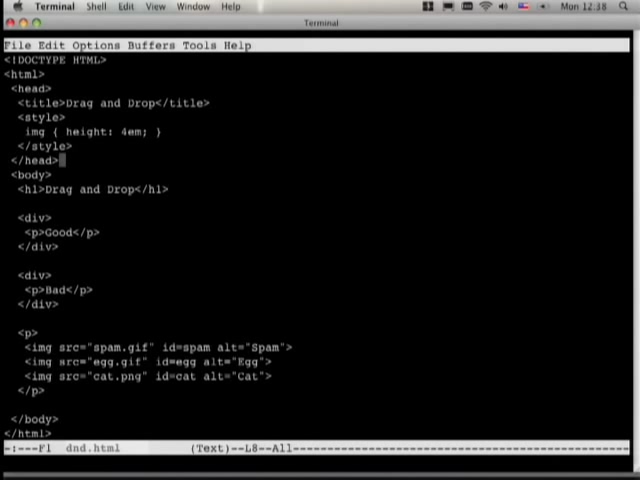 Terminal Shell Edit View Window Help Mon 12:38
Terminal
File Edit Options Buffers Tools Help
<!DOCTYPE HTML>
<html>
<head>
<title>Drag and Drop</title>
<style>
img { height: 4em; }
</style>
</head>
<body>
<h1>Drag and Drop</h1>
<div>
<p>Good</p>
</div>
<div>
<p>Bad</p>
</div>
<p>
<img src="spam.gif" id=spam alt="Spam">
<img src="egg.gif" id=egg alt="Egg">
<img src="cat.png" id=cat alt="Cat">
</p>
</body>
</html>
-:---F1 dnd.html (Text)--L8--All----------------------------------------